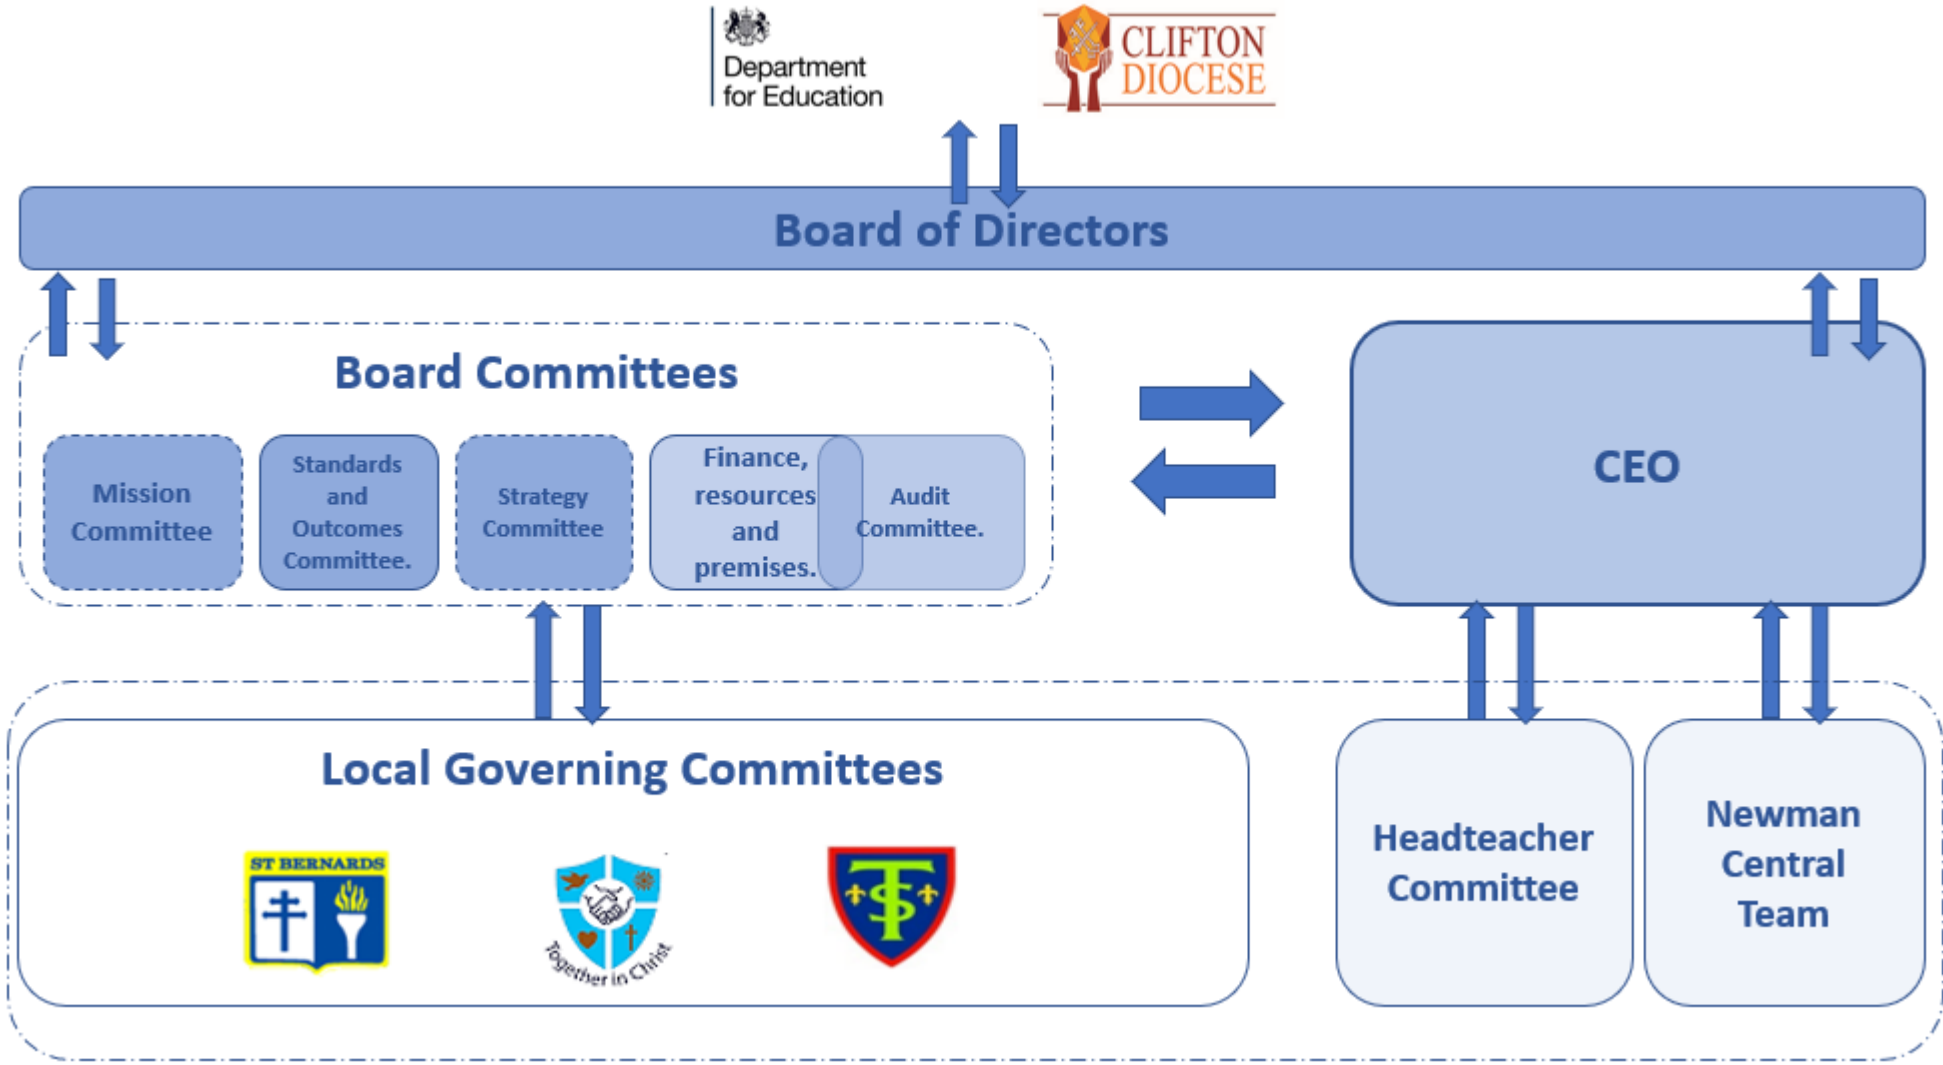 Department
for Education
CLIFTON
DIOCESE
Board of Directors
Board Committees
Mission
Committee
Standards
and
Outcomes
Committee.
Strategy
Committee
Finance,
resources
and
premises.
Audit
Committee.
CEO
Local Governing Committees
ST BERNARDS
Together in Christ
TS
Headteacher
Committee
Newman
Central
Team